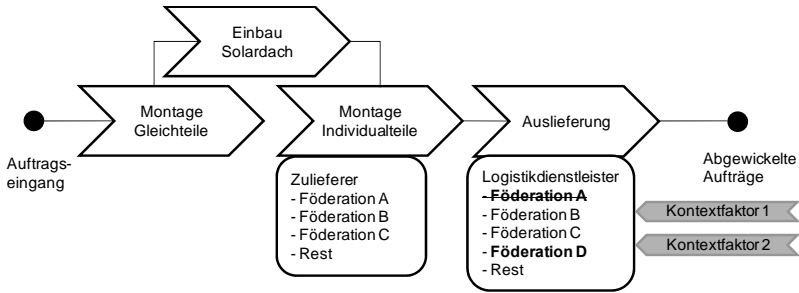 Einbau
Solardach
Montage
Gleichteile
Montage
Individualteile
Auslieferung
Auftrags-
eingang
Abgewickelte
Aufträge
Zulieferer
- Föderation A
- Föderation B
- Föderation C
- Rest
Logistikdienstleister
- Föderation A
- Föderation B
- Föderation C
- Föderation D
- Rest
Kontextfaktor 1
Kontextfaktor 2